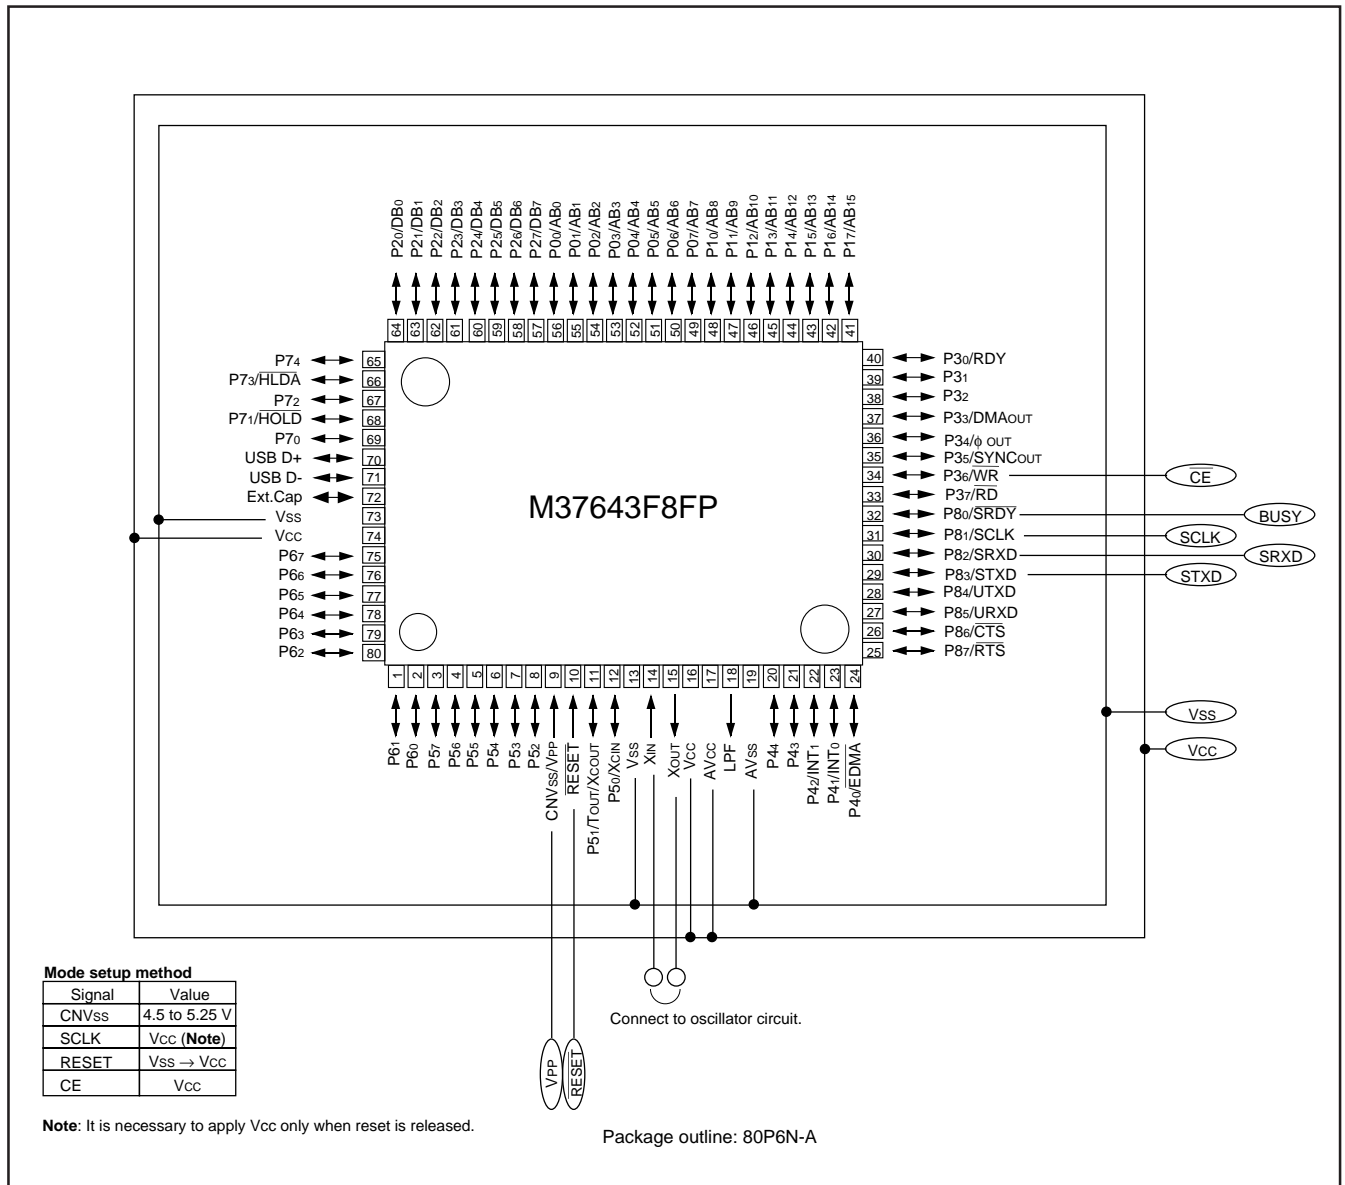 P20/DB0
P21/DB1
P22/DB2
P23/DB3
P24/DB4
P25/DB5
P26/DB6
P27/DB7
P00/AB0
P01/AB1
P02/AB2
P03/AB3
P04/AB4
P05/AB5
P06/AB6
P07/AB7
P10/AB8
P11/AB9
P12/AB10
P13/AB11
P14/AB12
P15/AB13
P16/AB14
P17/AB15
64 63 62 61 60 59 58 57 56 55 54 53 52 51 50 49 48 47 46 45 44 43 42 41
P74 65
P73/HLDA 66
P72 67
P71/HOLD 68
P70 69
USB D+ 70
USB D- 71
Ext.Cap 72
VSS 73
VCC 74
P67 75
P66 76
P65 77
P64 78
P63 79
P62 80
M37643F8FP
40 P30/RDY
39 P31
38 P32
37 P33/DMAOUT
36 P34/ϕ OUT
35 P35/SYNCOUT
34 P36/WR CE
33 P37/RD
32 P80/SRDY BUSY
31 P81/SCLK SCLK
30 P82/SRXD SRXD
29 P83/STXD STXD
28 P84/UTXD
27 P85/URXD
26 P86/CTS
25 P87/RTS
VSS
VCC
1 2 3 4 5 6 7 8 9 10 11 12 13 14 15 16 17 18 19 20 21 22 23 24
P61
P60
P57
P56
P55
P54
P53
P52
CNVSS/VPP
RESET
P51/TOUT/XCOUT
P50/XCIN
VSS
XIN
XOUT
VCC
AVCC
LPF
AVSS
P44
P43
P42/INT1
P41/INT0
P40/EDMA
Connect to oscillator circuit.
VPP
RESET
Mode setup method
Signal Value
CNVSS 4.5 to 5.25 V
SCLK VCC (Note)
RESET VSS → VCC
CE VCC
Note: It is necessary to apply Vcc only when reset is released.
Package outline: 80P6N-A